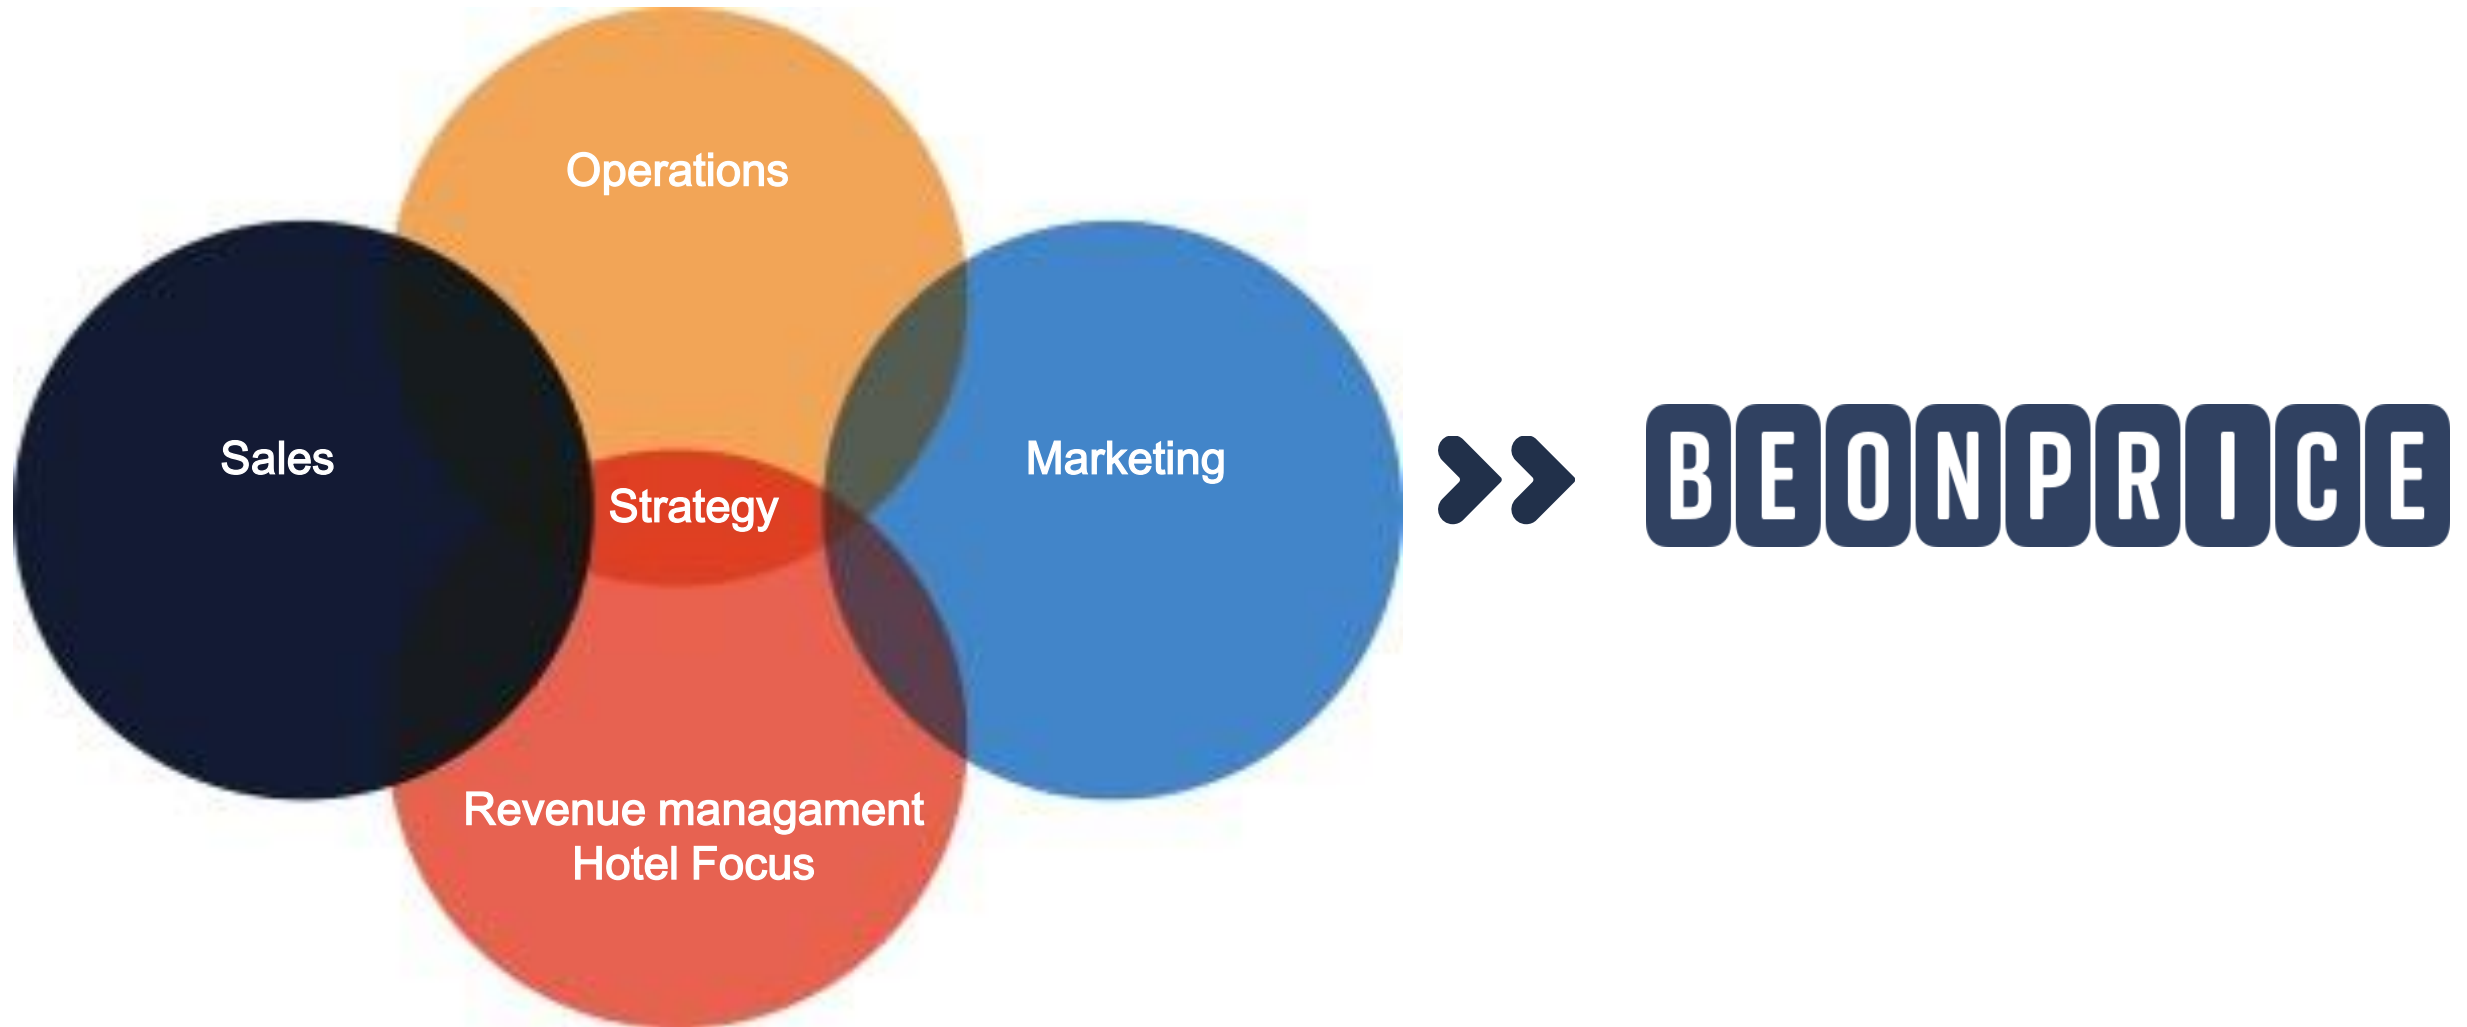 Operations
Sales
Marketing
Strategy
Revenue managament
Hotel Focus
BEONPRICE